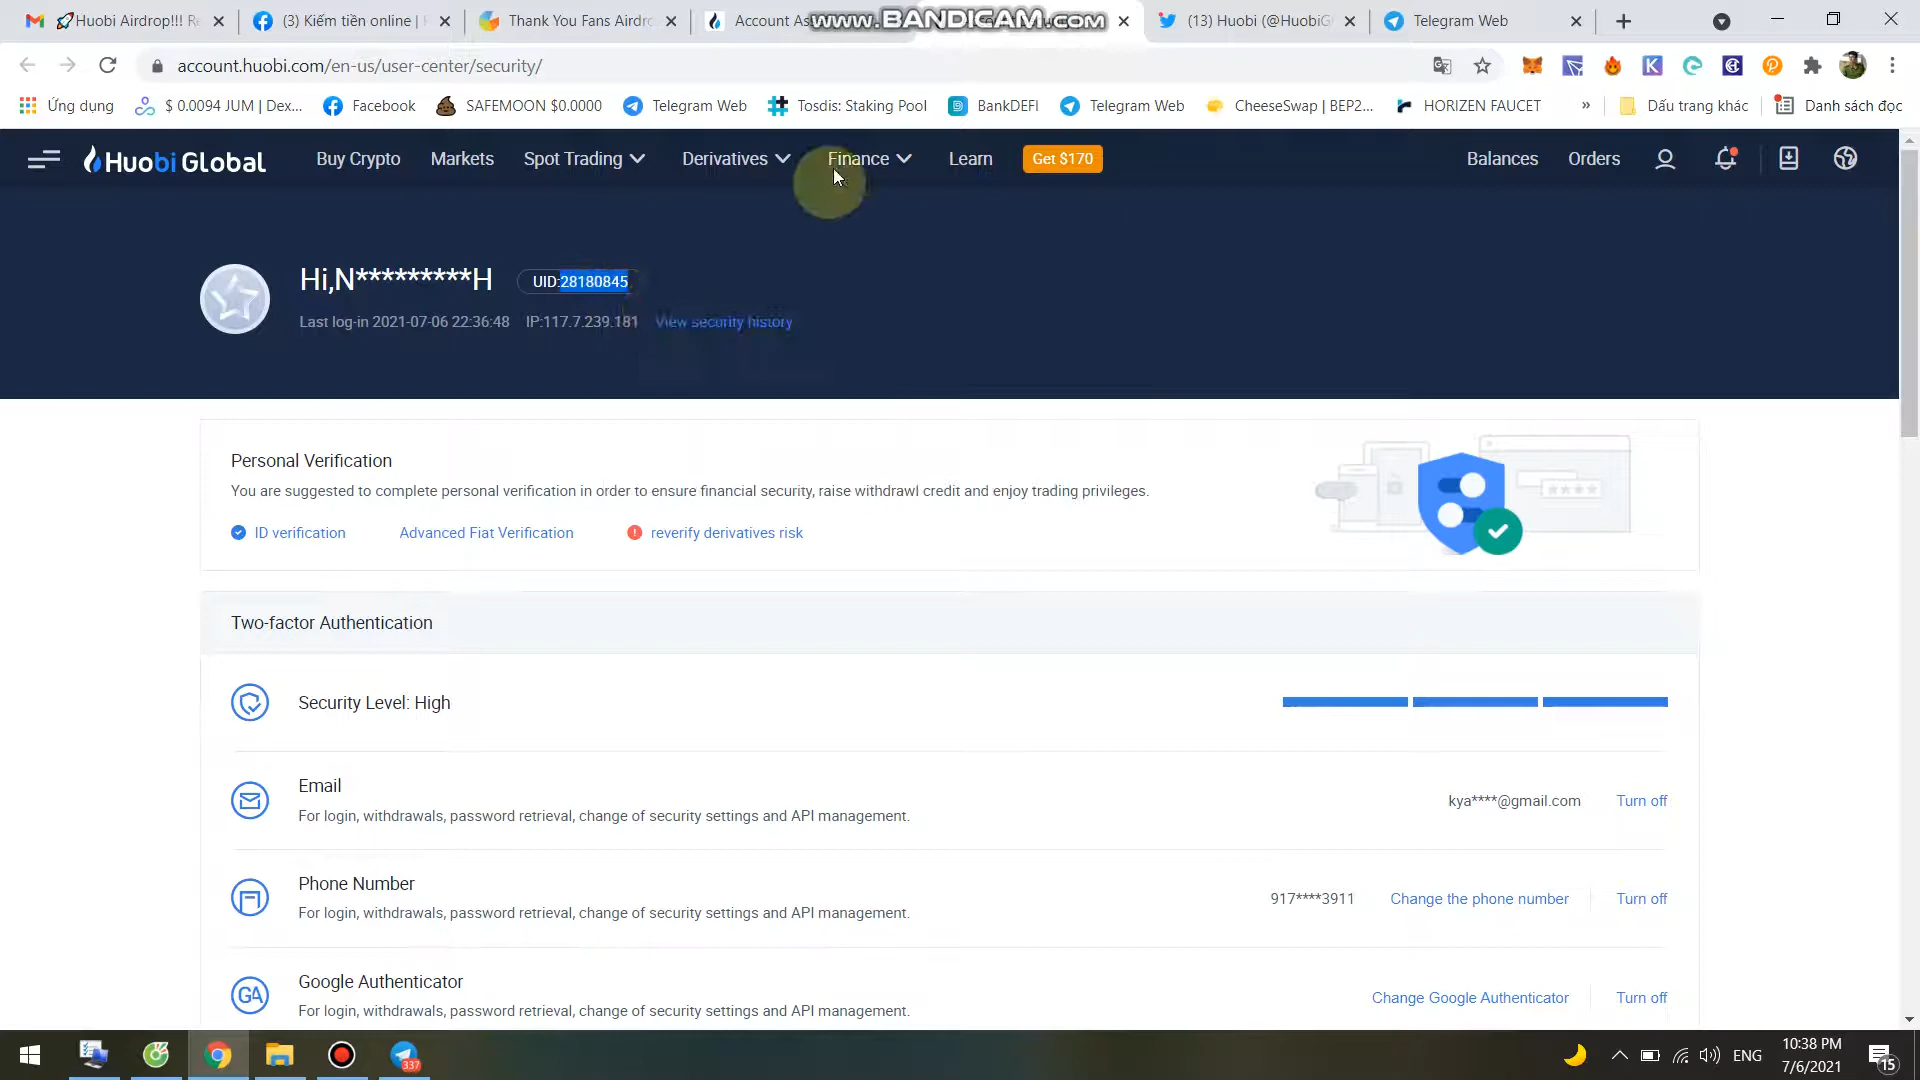 🚀Huobi Airdrop!!! Re
(3) Kiếm tiền online |
Thank You Fans Airdro
Account As
www.BANDICAM.com
(13) Huobi (@HuobiG
Telegram Web
account.huobi.com/en-us/user-center/security/
Ứng dụng
$ 0.0094 JUM | Dex...
Facebook
SAFEMOON $0.0000
Telegram Web
Tosdis: Staking Pool
BankDEFI
Telegram Web
CheeseSwap | BEP2...
HORIZEN FAUCET
»
Dấu trang khác
Danh sách đọc
Huobi Global
Buy Crypto
Markets
Spot Trading
Derivatives
Finance
Learn
Get $170
Balances
Orders
Hi,N*********H
UID:28180845
Last log-in 2021-07-06 22:36:48
IP:117.7.239.181
View security history
Personal Verification
You are suggested to complete personal verification in order to ensure financial security, raise withdrawl credit and enjoy trading privileges.
ID verification
Advanced Fiat Verification
reverify derivatives risk
****
Two-factor Authentication
Security Level: High
Email
For login, withdrawals, password retrieval, change of security settings and API management.
kya****@gmail.com
Turn off
Phone Number
For login, withdrawals, password retrieval, change of security settings and API management.
917****3911
Change the phone number
Turn off
GA
Google Authenticator
For login, withdrawals, password retrieval, change of security settings and API management.
Change Google Authenticator
Turn off
337
ENG
10:38 PM
7/6/2021
15